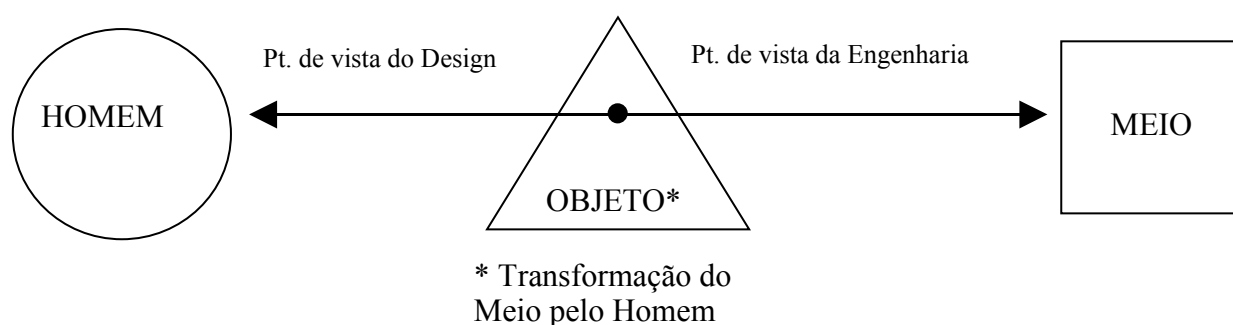 Pt. de vista do Design
Pt. de vista da Engenharia
HOMEM
MEIO
OBJETO*
* Transformação do
Meio pelo Homem